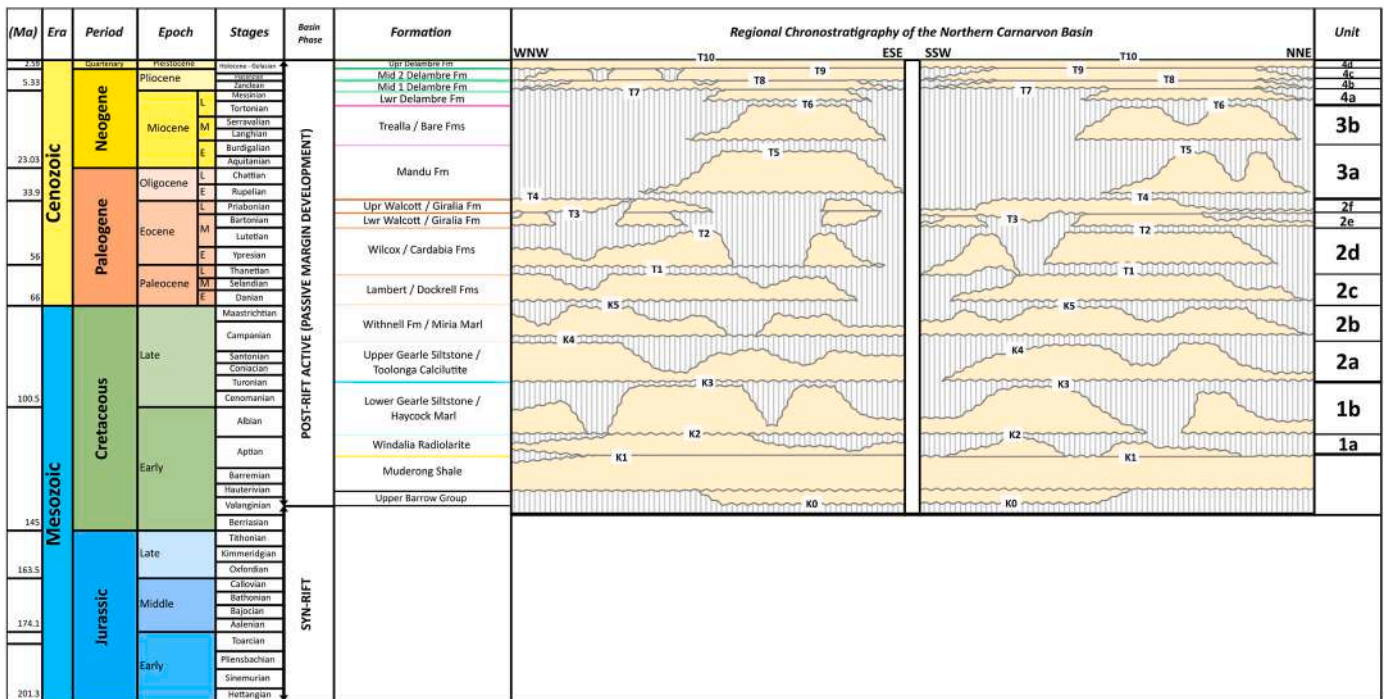 (Ma) Era Period Epoch Stages Basin Phase Formation Regional Chronostratigraphy of the Northern Carnarvon Basin Unit
WNW ESE SSW NNE
2.59
5.33
23.03
33.9
56
66
100.5
145
163.5
174.1
201.3
Cenozoic
Mesozoic
Quartenary
Neogene
Paleogene
Cretaceous
Jurassic
Pleistocene
Pliocene
Miocene
L
M
E
Oligocene
L
E
Eocene
L
M
E
Paleocene
L
M
E
Late
Early
Late
Middle
Early
Holocene - Gelasian
Piacenzian
Zanclean
Messinian
Tortonian
Serravalian
Langhian
Burdigalian
Aquitanian
Chattian
Rupelian
Priabonian
Bartonian
Lutetian
Ypresian
Thanetian
Selandian
Danian
Maastrichtian
Campanian
Santonian
Coniacian
Turonian
Cenomanian
Albian
Aptian
Barremian
Hauterivian
Valanginian
Berriasian
Tithonian
Kimmeridgian
Oxfordian
Callovian
Bathonian
Bajocian
Aalenian
Toarcian
Pliensbachian
Sinemurian
Hettangian
POST-RIFT ACTIVE (PASSIVE MARGIN DEVELOPMENT)
SYN-RIFT
Upr Delambre Fm
Mid 2 Delambre Fm
Mid 1 Delambre Fm
Lwr Delambre Fm
Trealla / Bare Fms
Mandu Fm
Upr Walcott / Giralia Fm
Lwr Walcott / Giralia Fm
Wilcox / Cardabia Fms
Lambert / Dockrell Fms
Withnell Fm / Miria Marl
Upper Gearle Siltstone /
Toolonga Calcilutite
Lower Gearle Siltstone /
Haycock Marl
Windalia Radiolarite
Muderong Shale
Upper Barrow Group
T10
T9
T8
T7
T6
T5
T4
T3
T2
T1
K5
K4
K3
K2
K1
K0
T10
T9
T8
T7
T6
T5
T4
T3
T2
T1
K5
K4
K3
K2
K1
K0
4d
4c
4b
4a
3b
3a
2f
2e
2d
2c
2b
2a
1b
1a